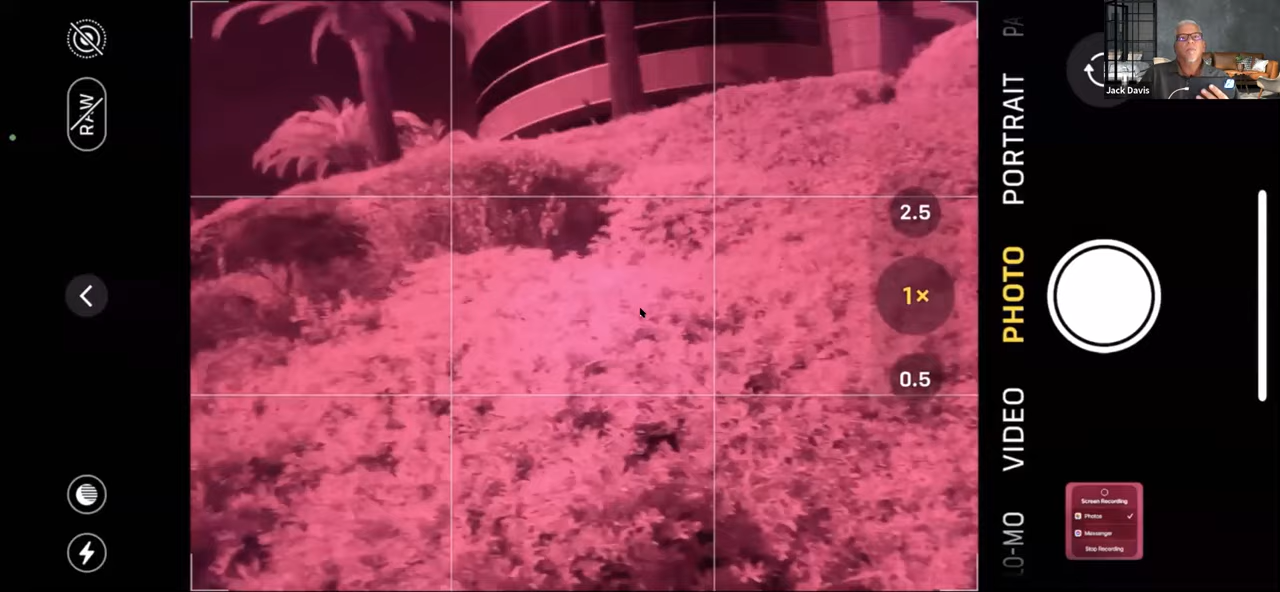 RAW
2.5
1×
0.5
PA
PORTRAIT
PHOTO
VIDEO
LO-MO
Jack Davis
Screen Recording
Photos
Messenger
Stop Recording